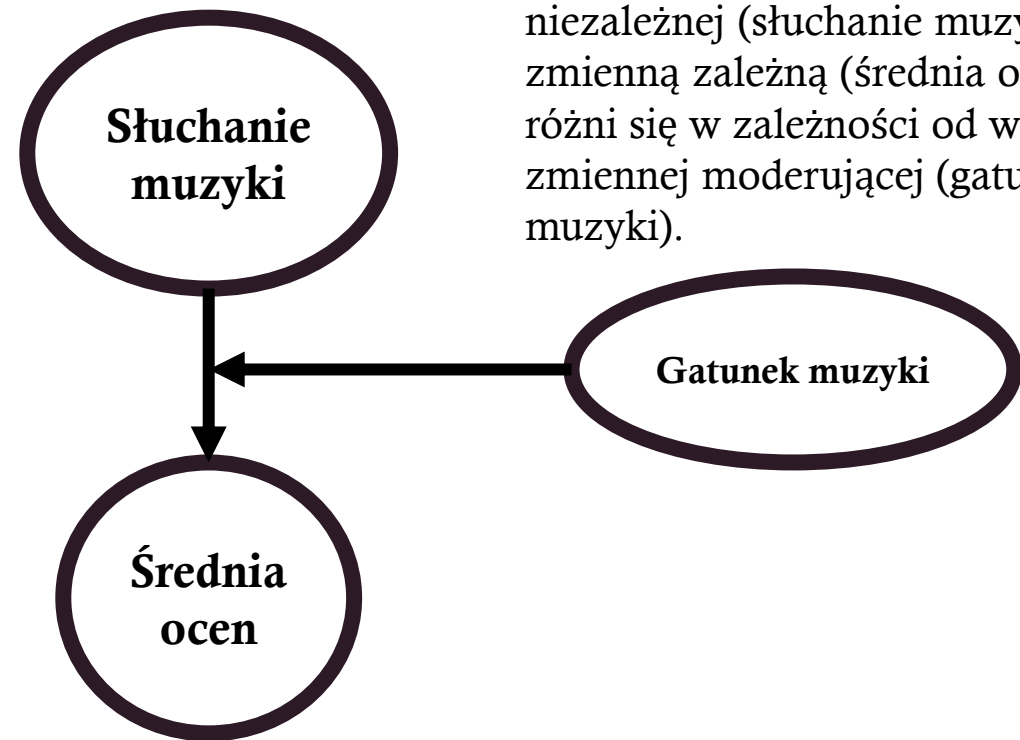 niezależnej (słuchanie muzy
zmienną zależną (średnia o
różni się w zależności od w
zmiennej moderującej (gatu
muzyki).
Słuchanie
muzyki
Gatunek muzyki
Średnia
ocen